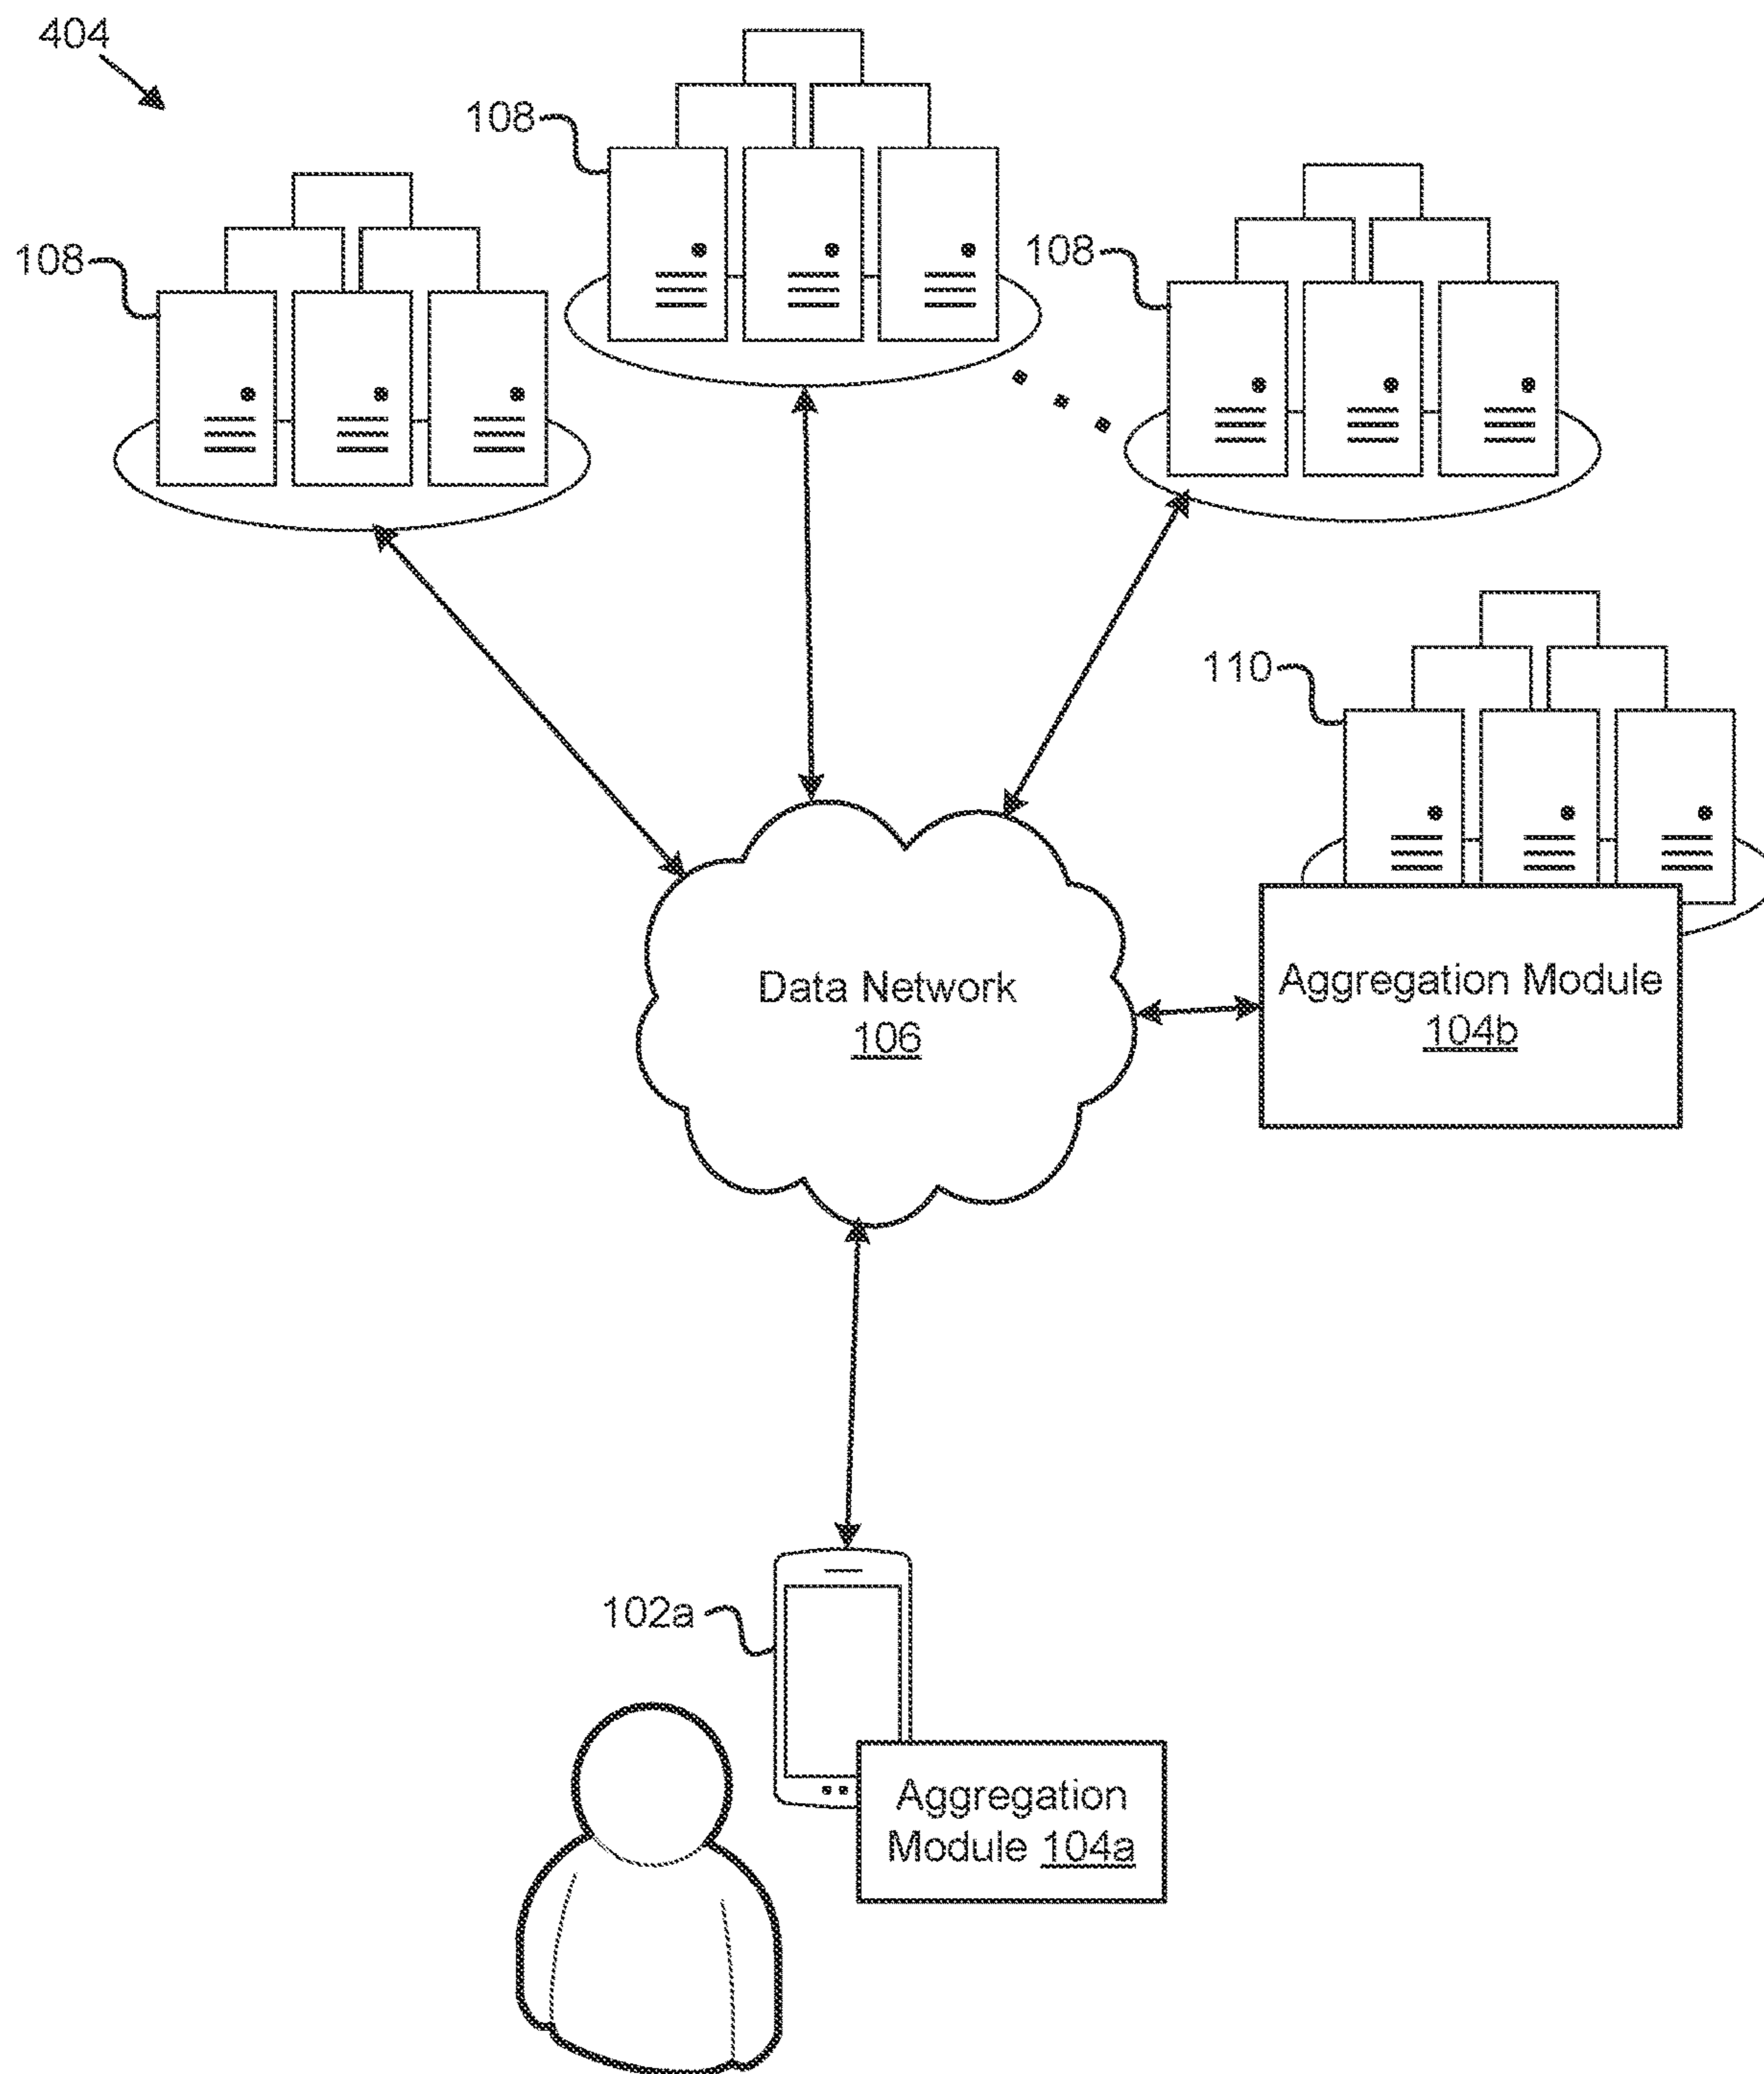 404
108
108
108
110
Data Network
106
Aggregation Module
104b
102a
Aggregation
Module 104a